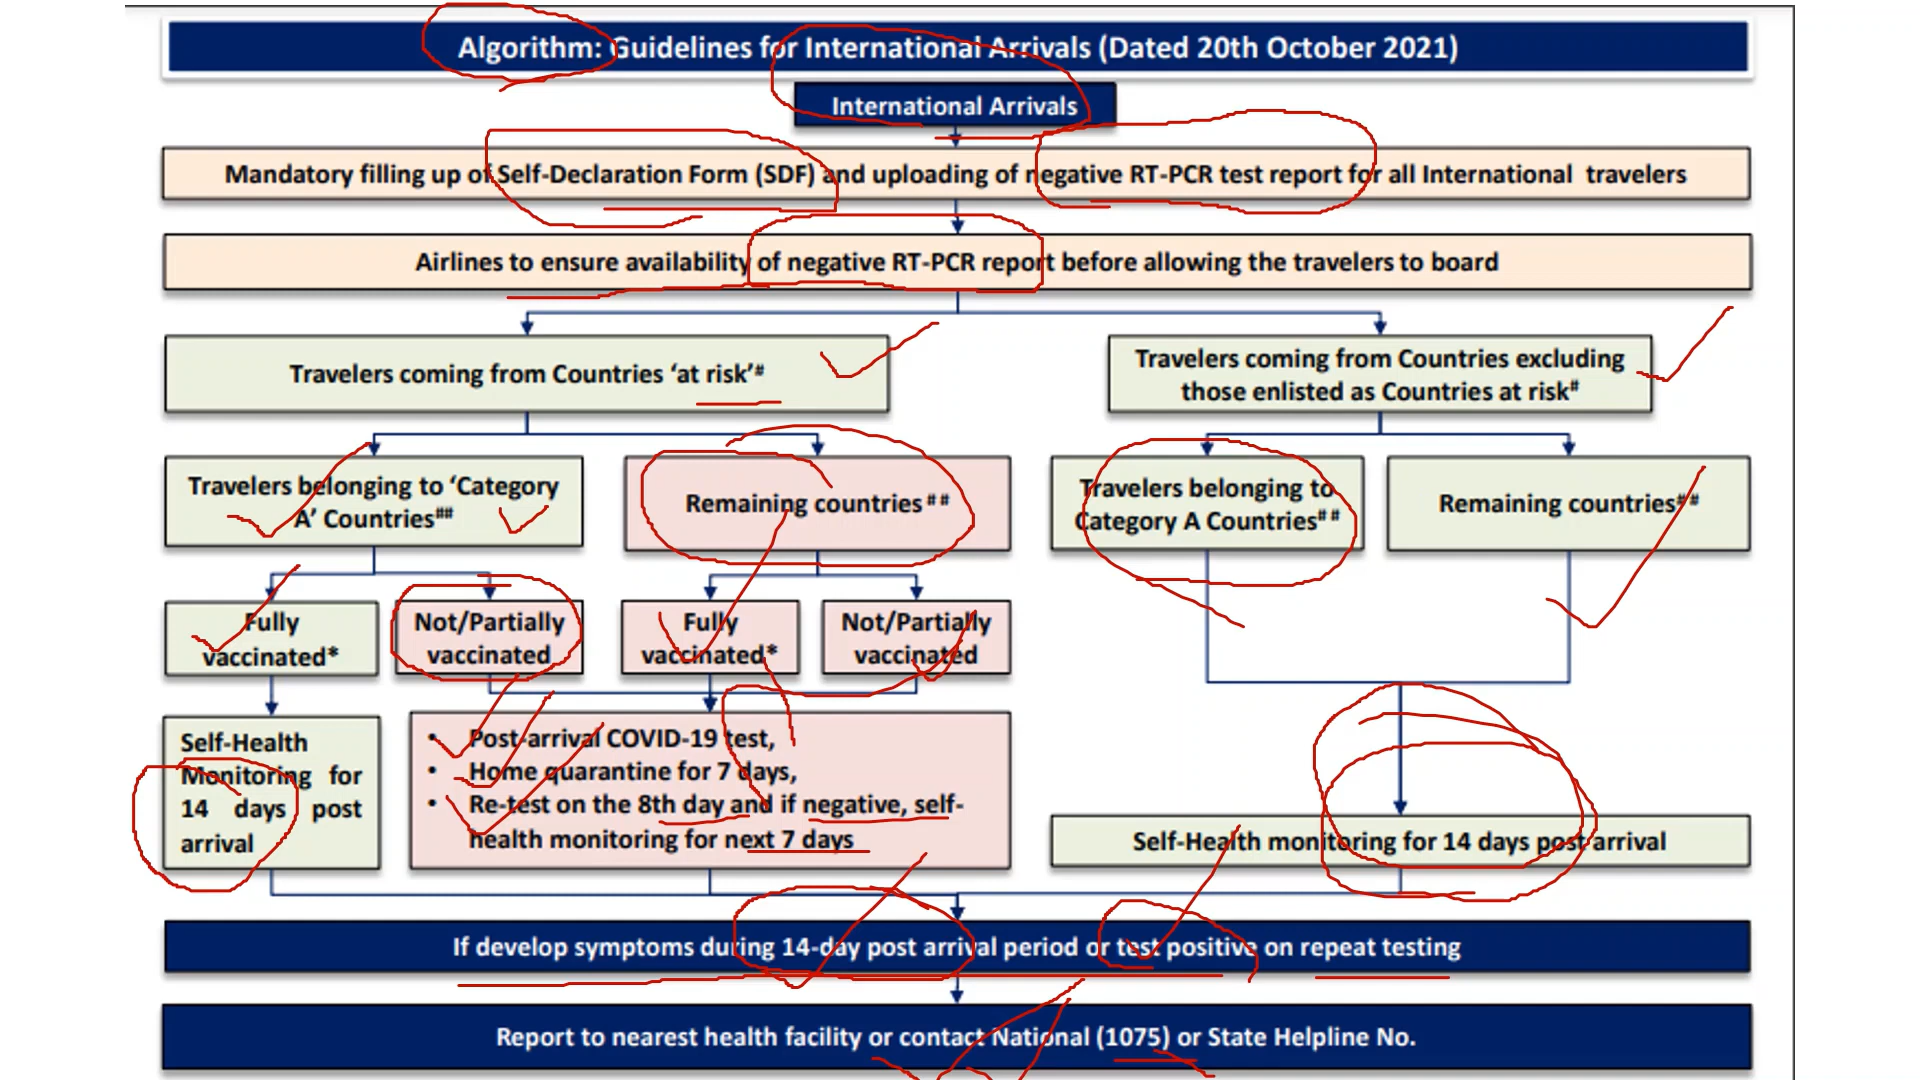 Algorithm: Guidelines for International Arrivals (Dated 20th October 2021)
International Arrivals
Mandatory filling up of Self-Declaration Form (SDF) and uploading of negative RT-PCR test report for all International travelers
Airlines to ensure availability of negative RT-PCR report before allowing the travelers to board
Travelers coming from Countries ‘at risk’#
Travelers coming from Countries excluding
those enlisted as Countries at risk#
Travelers belonging to ‘Category
A’ Countries##
Remaining countries##
Travelers belonging to
Category A Countries##
Remaining countries##
Fully
vaccinated*
Not/Partially
vaccinated
Fully
vaccinated*
Not/Partially
vaccinated
Self-Health
Monitoring for
14 days post
arrival
• Post-arrival COVID-19 test,
• Home quarantine for 7 days,
• Re-test on the 8th day and if negative, self-
health monitoring for next 7 days
Self-Health monitoring for 14 days post arrival
If develop symptoms during 14-day post arrival period or test positive on repeat testing
Report to nearest health facility or contact National (1075) or State Helpline No.